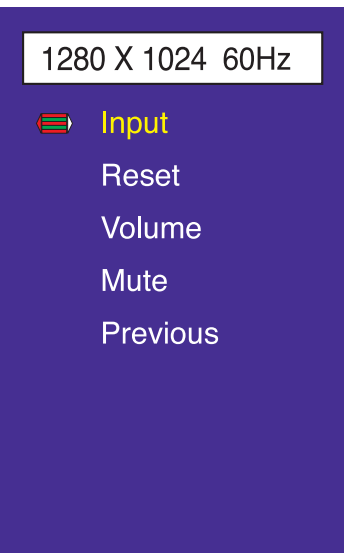 1280 X 1024 60Hz
Input
Reset
Volume
Mute
Previous